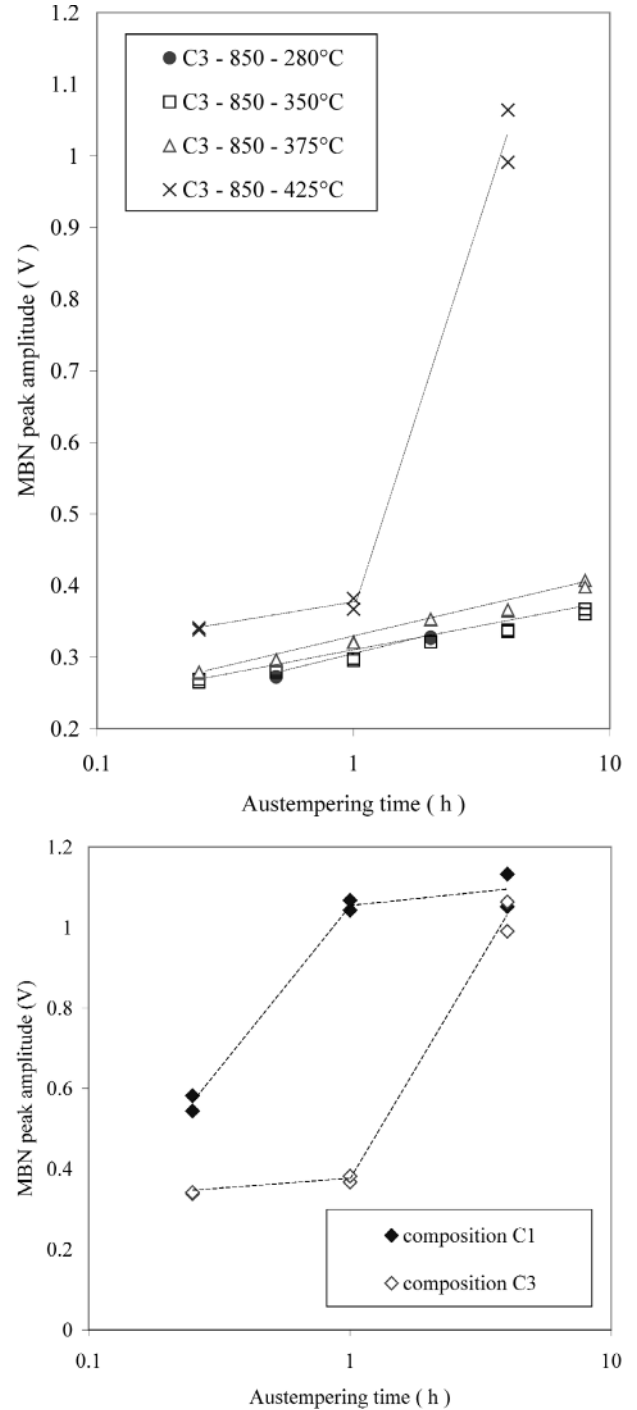 1.2
1.1
1
0.9
0.8
0.7
0.6
0.5
0.4
0.3
0.2
MBN peak amplitude ( V )
C3 - 850 - 280°C
C3 - 850 - 350°C
C3 - 850 - 375°C
C3 - 850 - 425°C
0.1 1 10
Austempering time ( h )
1.2
1
0.8
0.6
0.4
0.2
0
MBN peak amplitude (V)
composition C1
composition C3
0.1 1 10
Austempering time ( h )